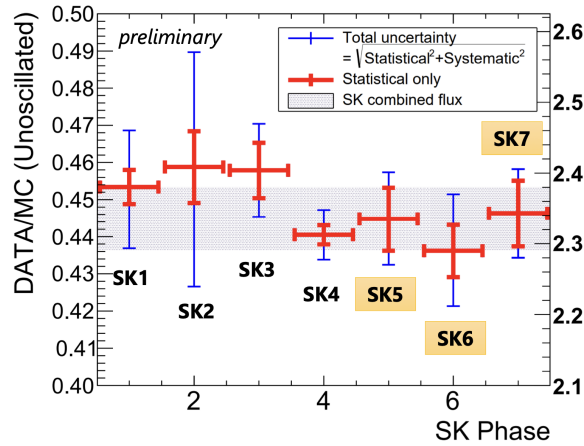 preliminary
Total uncertainty
= √Statistical²+Systematic²
Statistical only
SK combined flux
DATA/MC (Unoscillated)
0.50
0.49
0.48
0.47
0.46
0.45
0.44
0.43
0.42
0.41
0.40
2.6
2.5
2.4
2.3
2.2
2.1
SK1
SK2
SK3
SK4
SK5
SK6
SK7
2
4
6
SK Phase